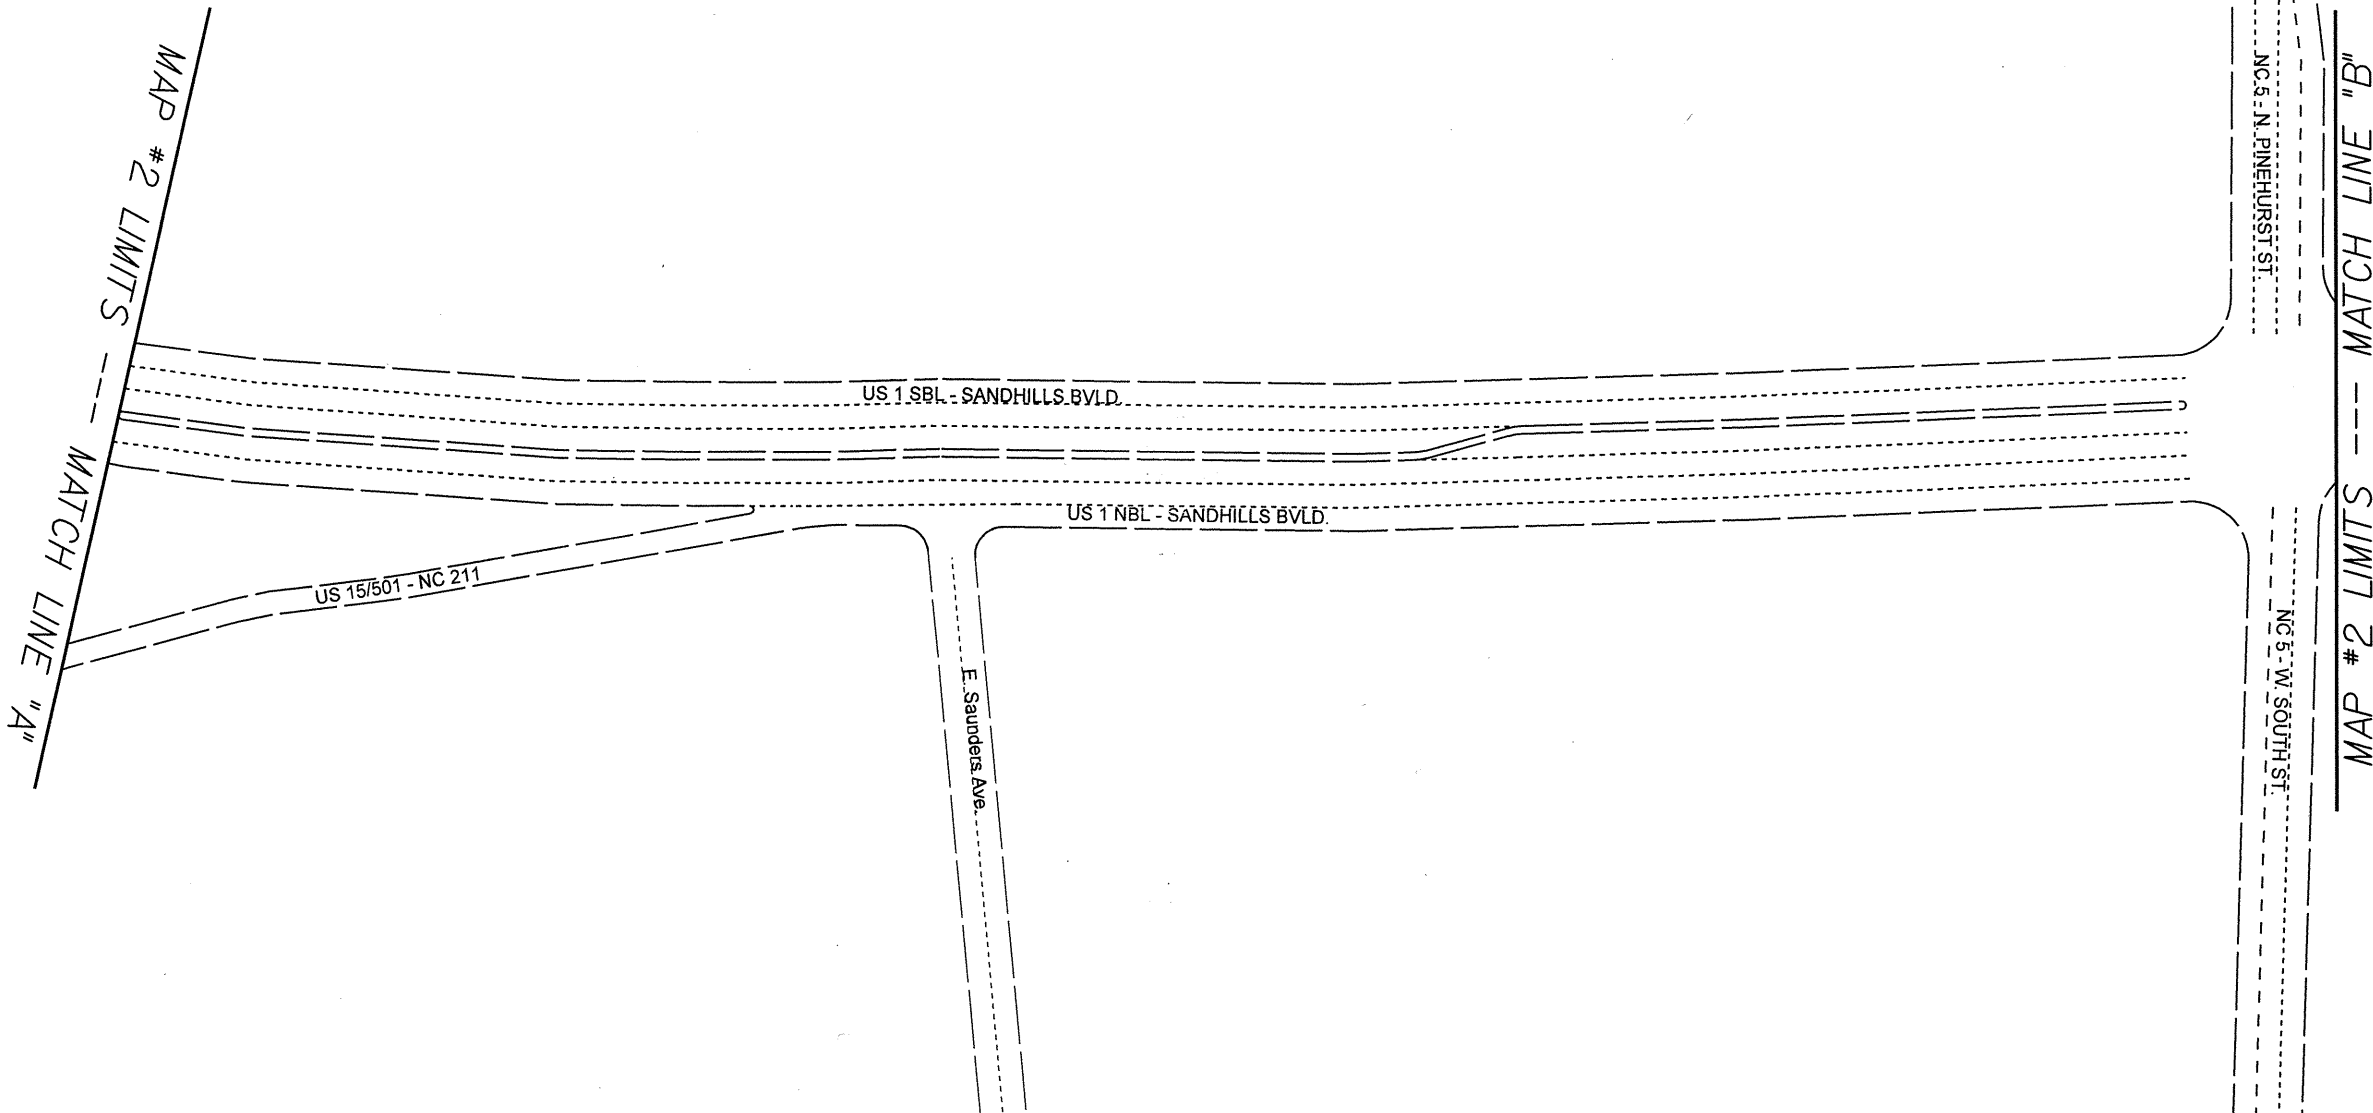 MAP #2 LIMITS --- MATCH LINE "A"
US 1 SBL - SANDHILLS BVLD.
US 1 NBL - SANDHILLS BVLD.
US 15/501 - NC 211
E. Saunders Ave.
NC 5 - N. PINEHURST ST.
NC 5 - W. SOUTH ST.
MAP #2 LIMITS --- MATCH LINE "B"